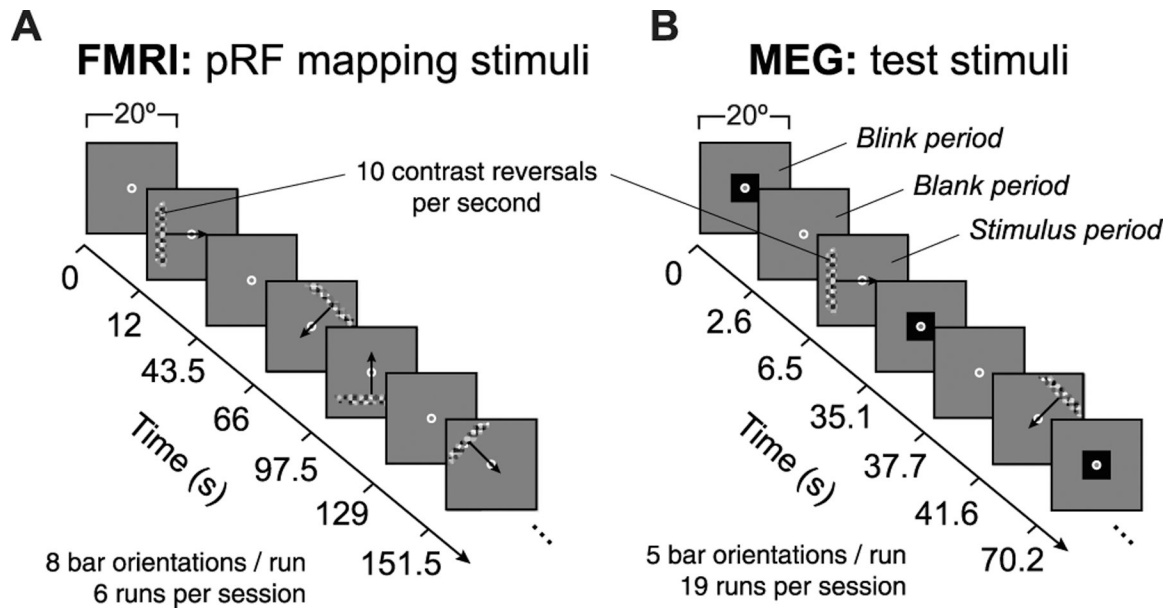 A
FMRI: pRF mapping stimuli
20º
10 contrast reversals
per second
0
12
43.5
66
97.5
129
151.5
Time (s)
...
8 bar orientations / run
6 runs per session
B
MEG: test stimuli
20º
Blink period
Blank period
Stimulus period
0
2.6
6.5
35.1
37.7
41.6
70.2
Time (s)
...
5 bar orientations / run
19 runs per session